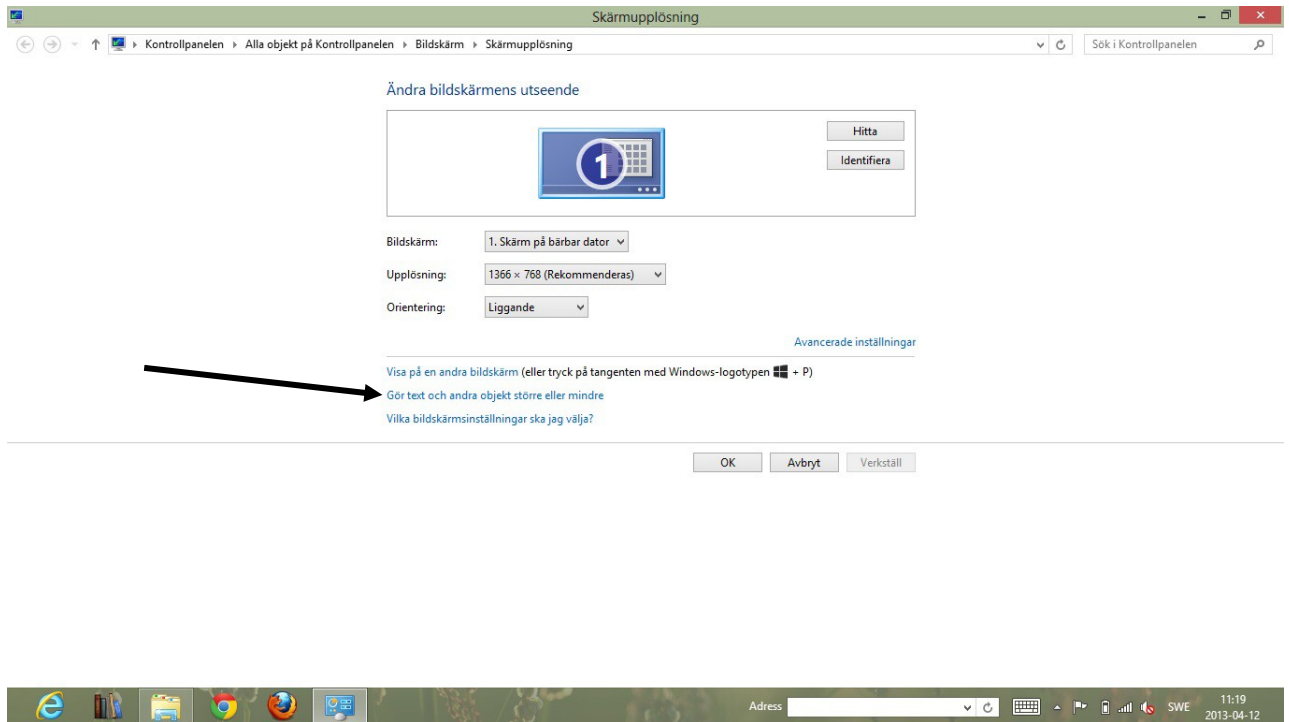 Skärmupplösning
Kontrollpanelen ▸ Alla objekt på Kontrollpanelen ▸ Bildskärm ▸ Skärmupplösning
Sök i Kontrollpanelen
Ändra bildskärmens utseende
1
Hitta
Identifiera
Bildskärm: 1. Skärm på bärbar dator
Upplösning: 1366 × 768 (Rekommenderas)
Orientering: Liggande
Avancerade inställningar
Visa på en andra bildskärm (eller tryck på tangenten med Windows-logotypen + P)
Gör text och andra objekt större eller mindre
Vilka bildskärmsinställningar ska jag välja?
OK Avbryt Verkställ
Adress
SWE
11:19
2013-04-12